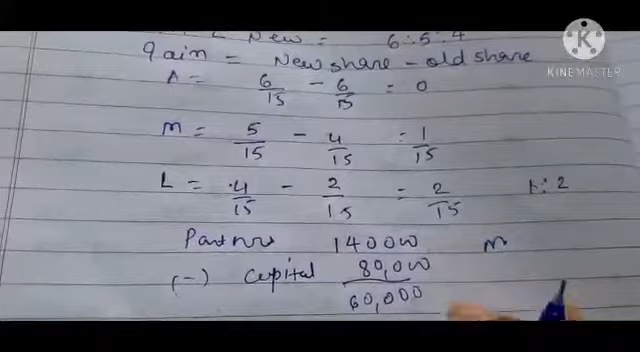 New = 6:5:4
gain = New share - old share
A = 6/15 - 6/15 = 0
M = 5/15 - 4/15 = 1/15
L = 4/15 - 2/15 = 2/15 1:2
Partners 140000 M
(-) Capital 80,000
60,000
KINEMASTER